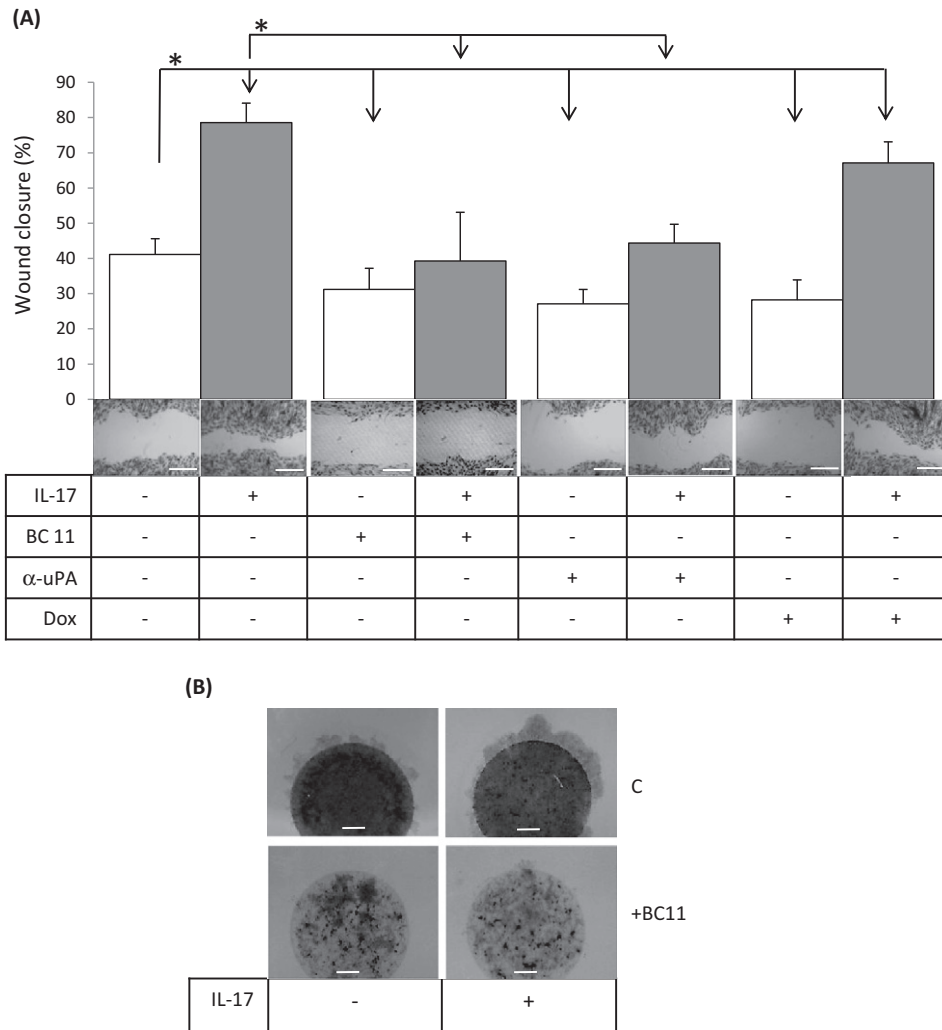 (A)
* *
Wound closure (%)
90
80
70
60
50
40
30
20
10
0
IL-17 - + - + - + - +
BC 11 - - + + - - - -
α-uPA - - - - + + - -
Dox - - - - - - + +
(B)
C
+BC11
IL-17 - +